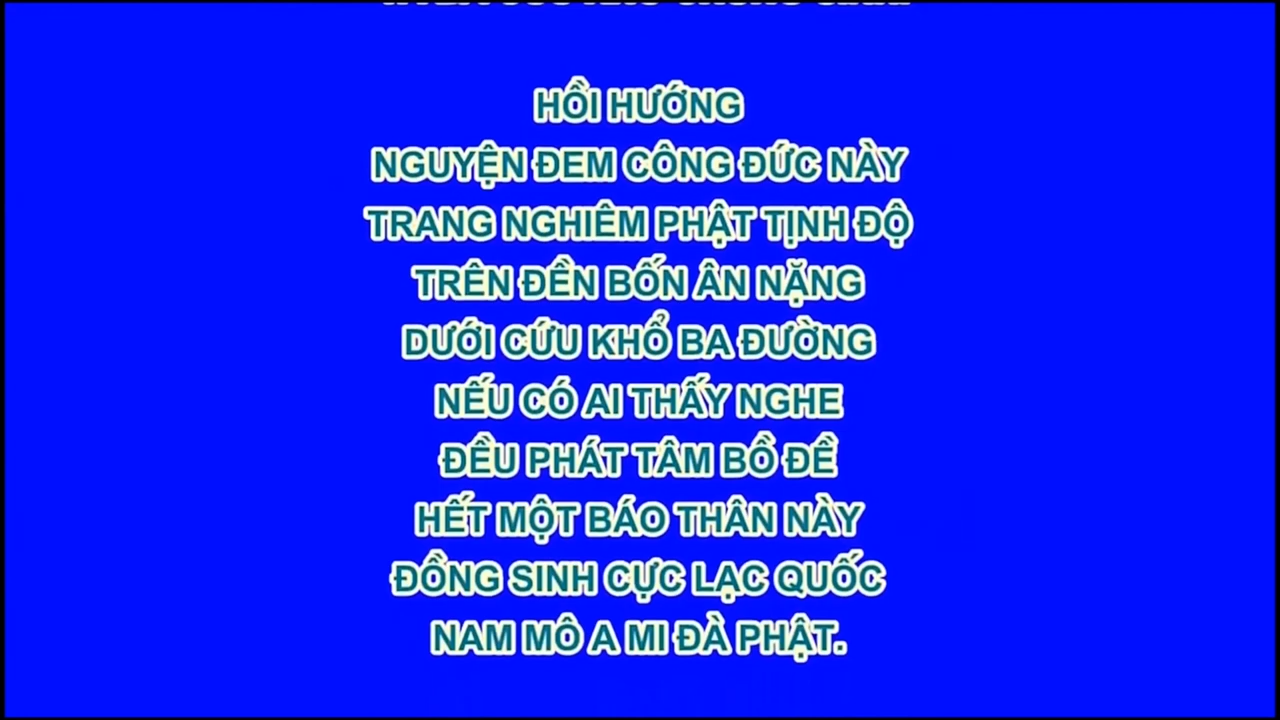 HỒI HƯỚNG
NGUYỆN ĐEM CÔNG ĐỨC NÀY
TRANG NGHIÊM PHẬT TỊNH ĐỘ
TRÊN ĐỀN BỐN ÂN NẶNG
DƯỚI CỨU KHỔ BA ĐƯỜNG
NẾU CÓ AI THẤY NGHE
ĐỀU PHÁT TÂM BỒ ĐỀ
HẾT MỘT BÁO THÂN NÀY
ĐỒNG SINH CỰC LẠC QUỐC
NAM MÔ A MI ĐÀ PHẬT.